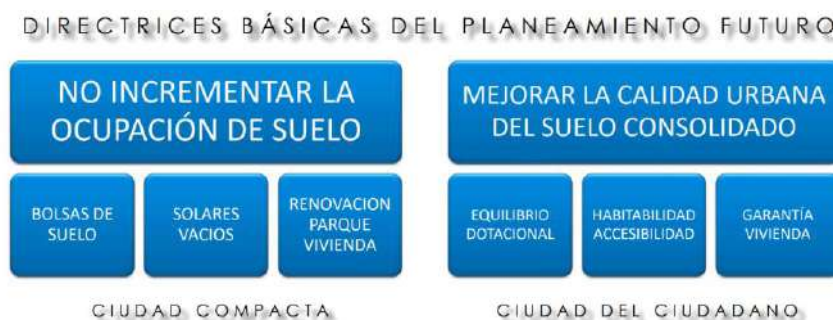 DIRECTRICES BÁSICAS DEL PLANEAMIENTO FUTURO
NO INCREMENTAR LA
OCUPACIÓN DE SUELO
BOLSAS DE
SUELO
SOLARES
VACIOS
RENOVACION
PARQUE
VIVIENDA
CIUDAD COMPACTA
MEJORAR LA CALIDAD URBANA
DEL SUELO CONSOLIDADO
EQUILIBRIO
DOTACIONAL
HABITABILIDAD
ACCESIBILIDAD
GARANTÍA
VIVIENDA
CIUDAD DEL CIUDADANO